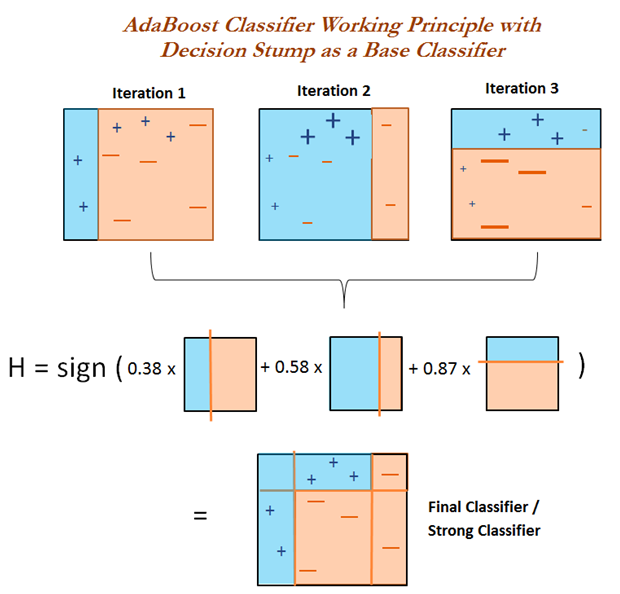 AdaBoost Classifier Working Principle with
Decision Stump as a Base Classifier
Iteration 1
Iteration 2
Iteration 3
H = sign ( 0.38 x + 0.58 x + 0.87 x )
=
Final Classifier /
Strong Classifier